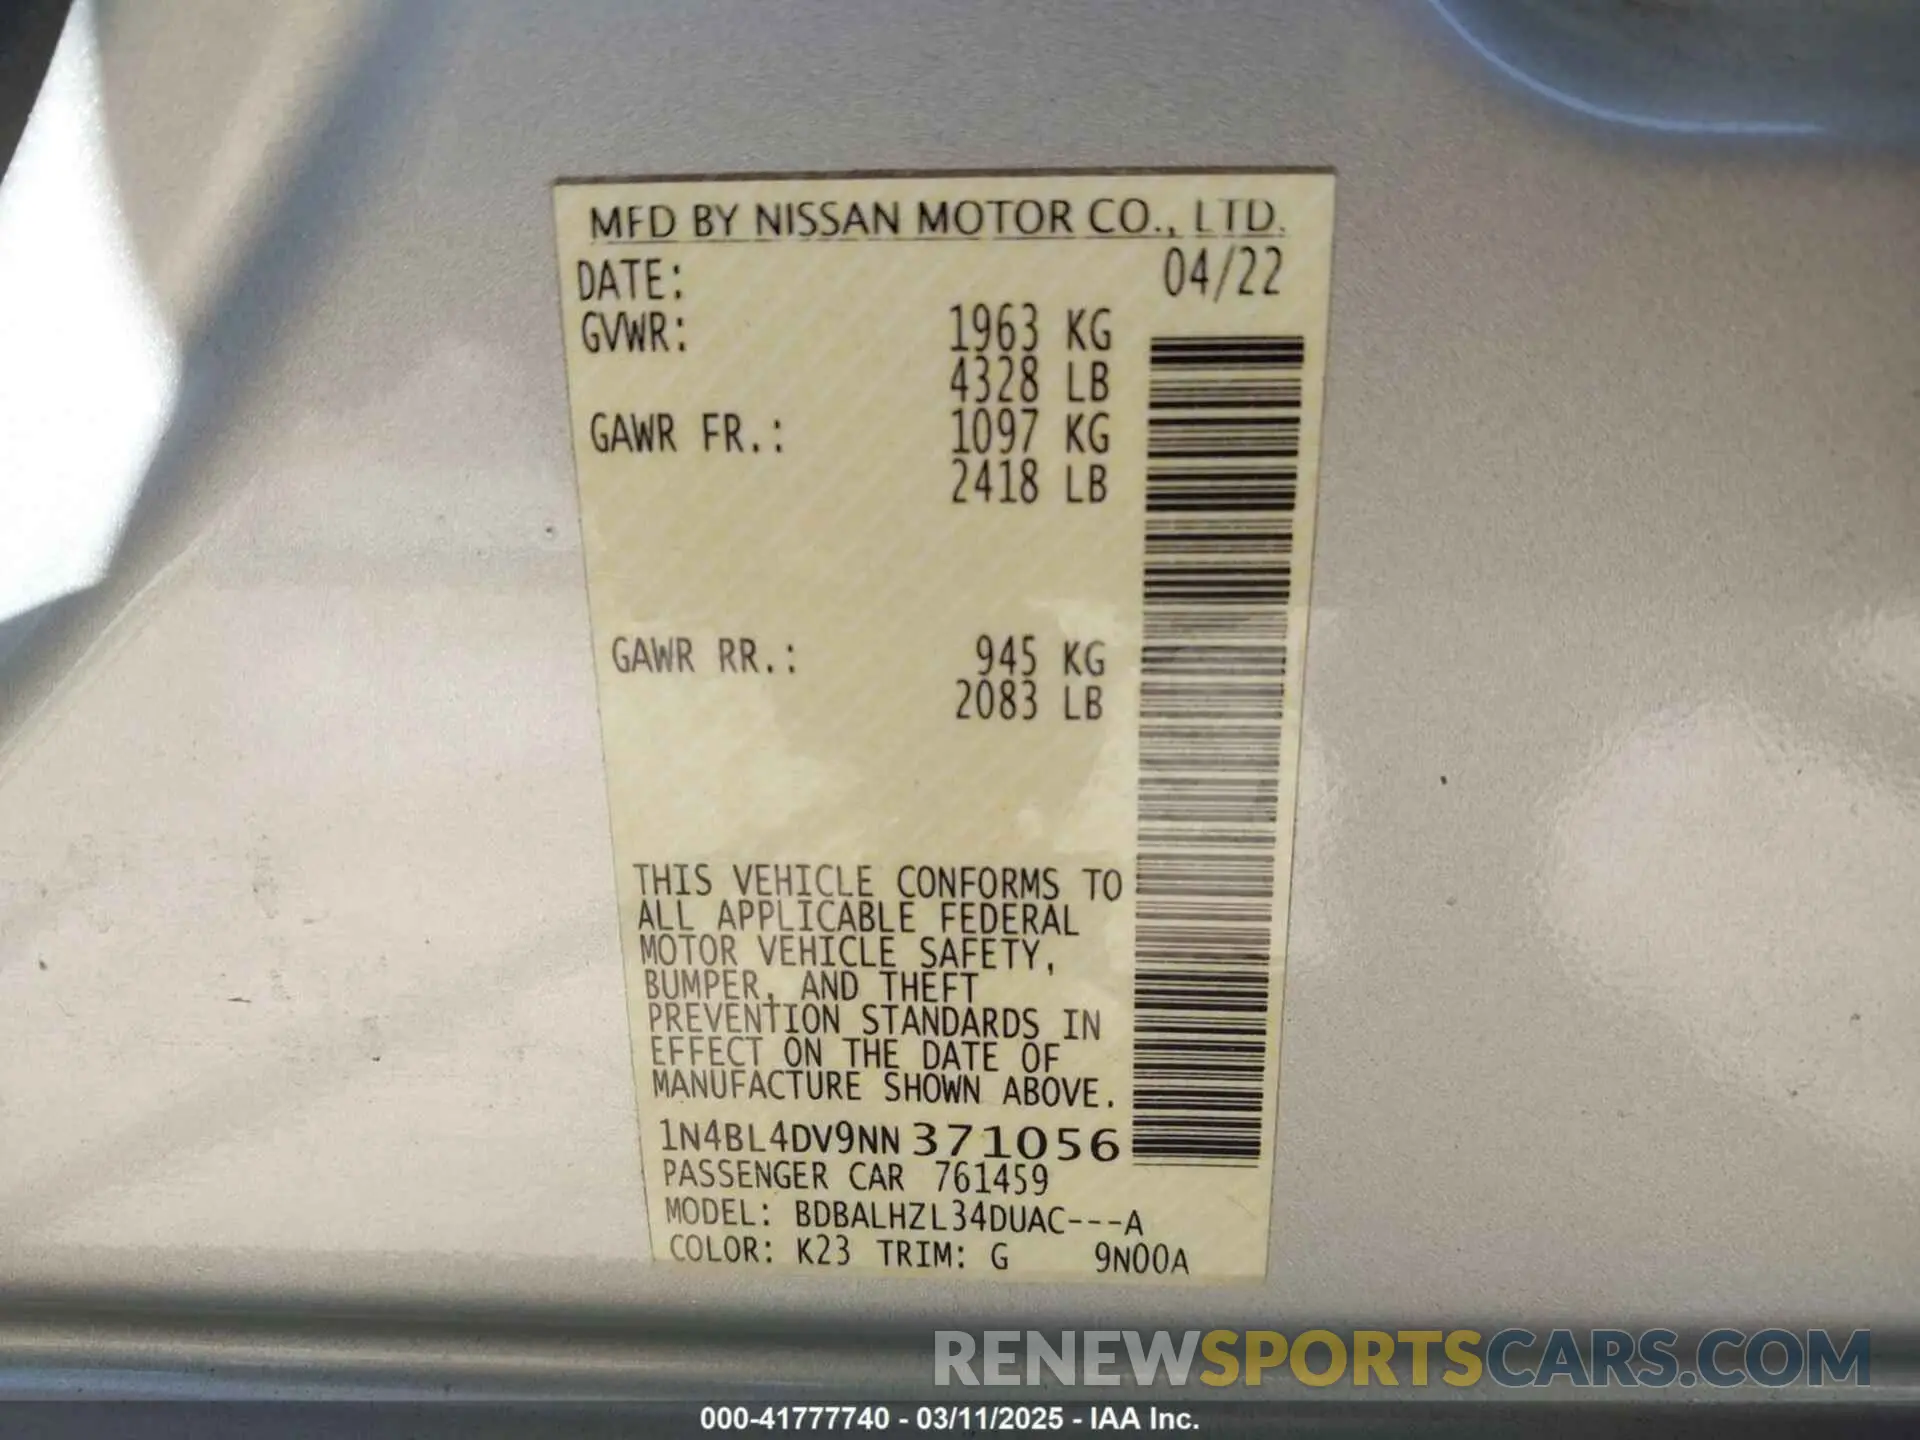 MFD BY NISSAN MOTOR CO., LTD.
DATE: 04/22
GVWR: 1963 KG
4328 LB
GAWR FR.: 1097 KG
2418 LB
GAWR RR.: 945 KG
2083 LB
THIS VEHICLE CONFORMS TO
ALL APPLICABLE FEDERAL
MOTOR VEHICLE SAFETY,
BUMPER, AND THEFT
PREVENTION STANDARDS IN
EFFECT ON THE DATE OF
MANUFACTURE SHOWN ABOVE.
1N4BL4DV9NN371056
PASSENGER CAR 761459
MODEL: BDBALHZL34DUAC---A
COLOR: K23 TRIM: G 9N00A
RENEWSPORTSCARS.COM
000-41777740 - 03/11/2025 - IAA Inc.